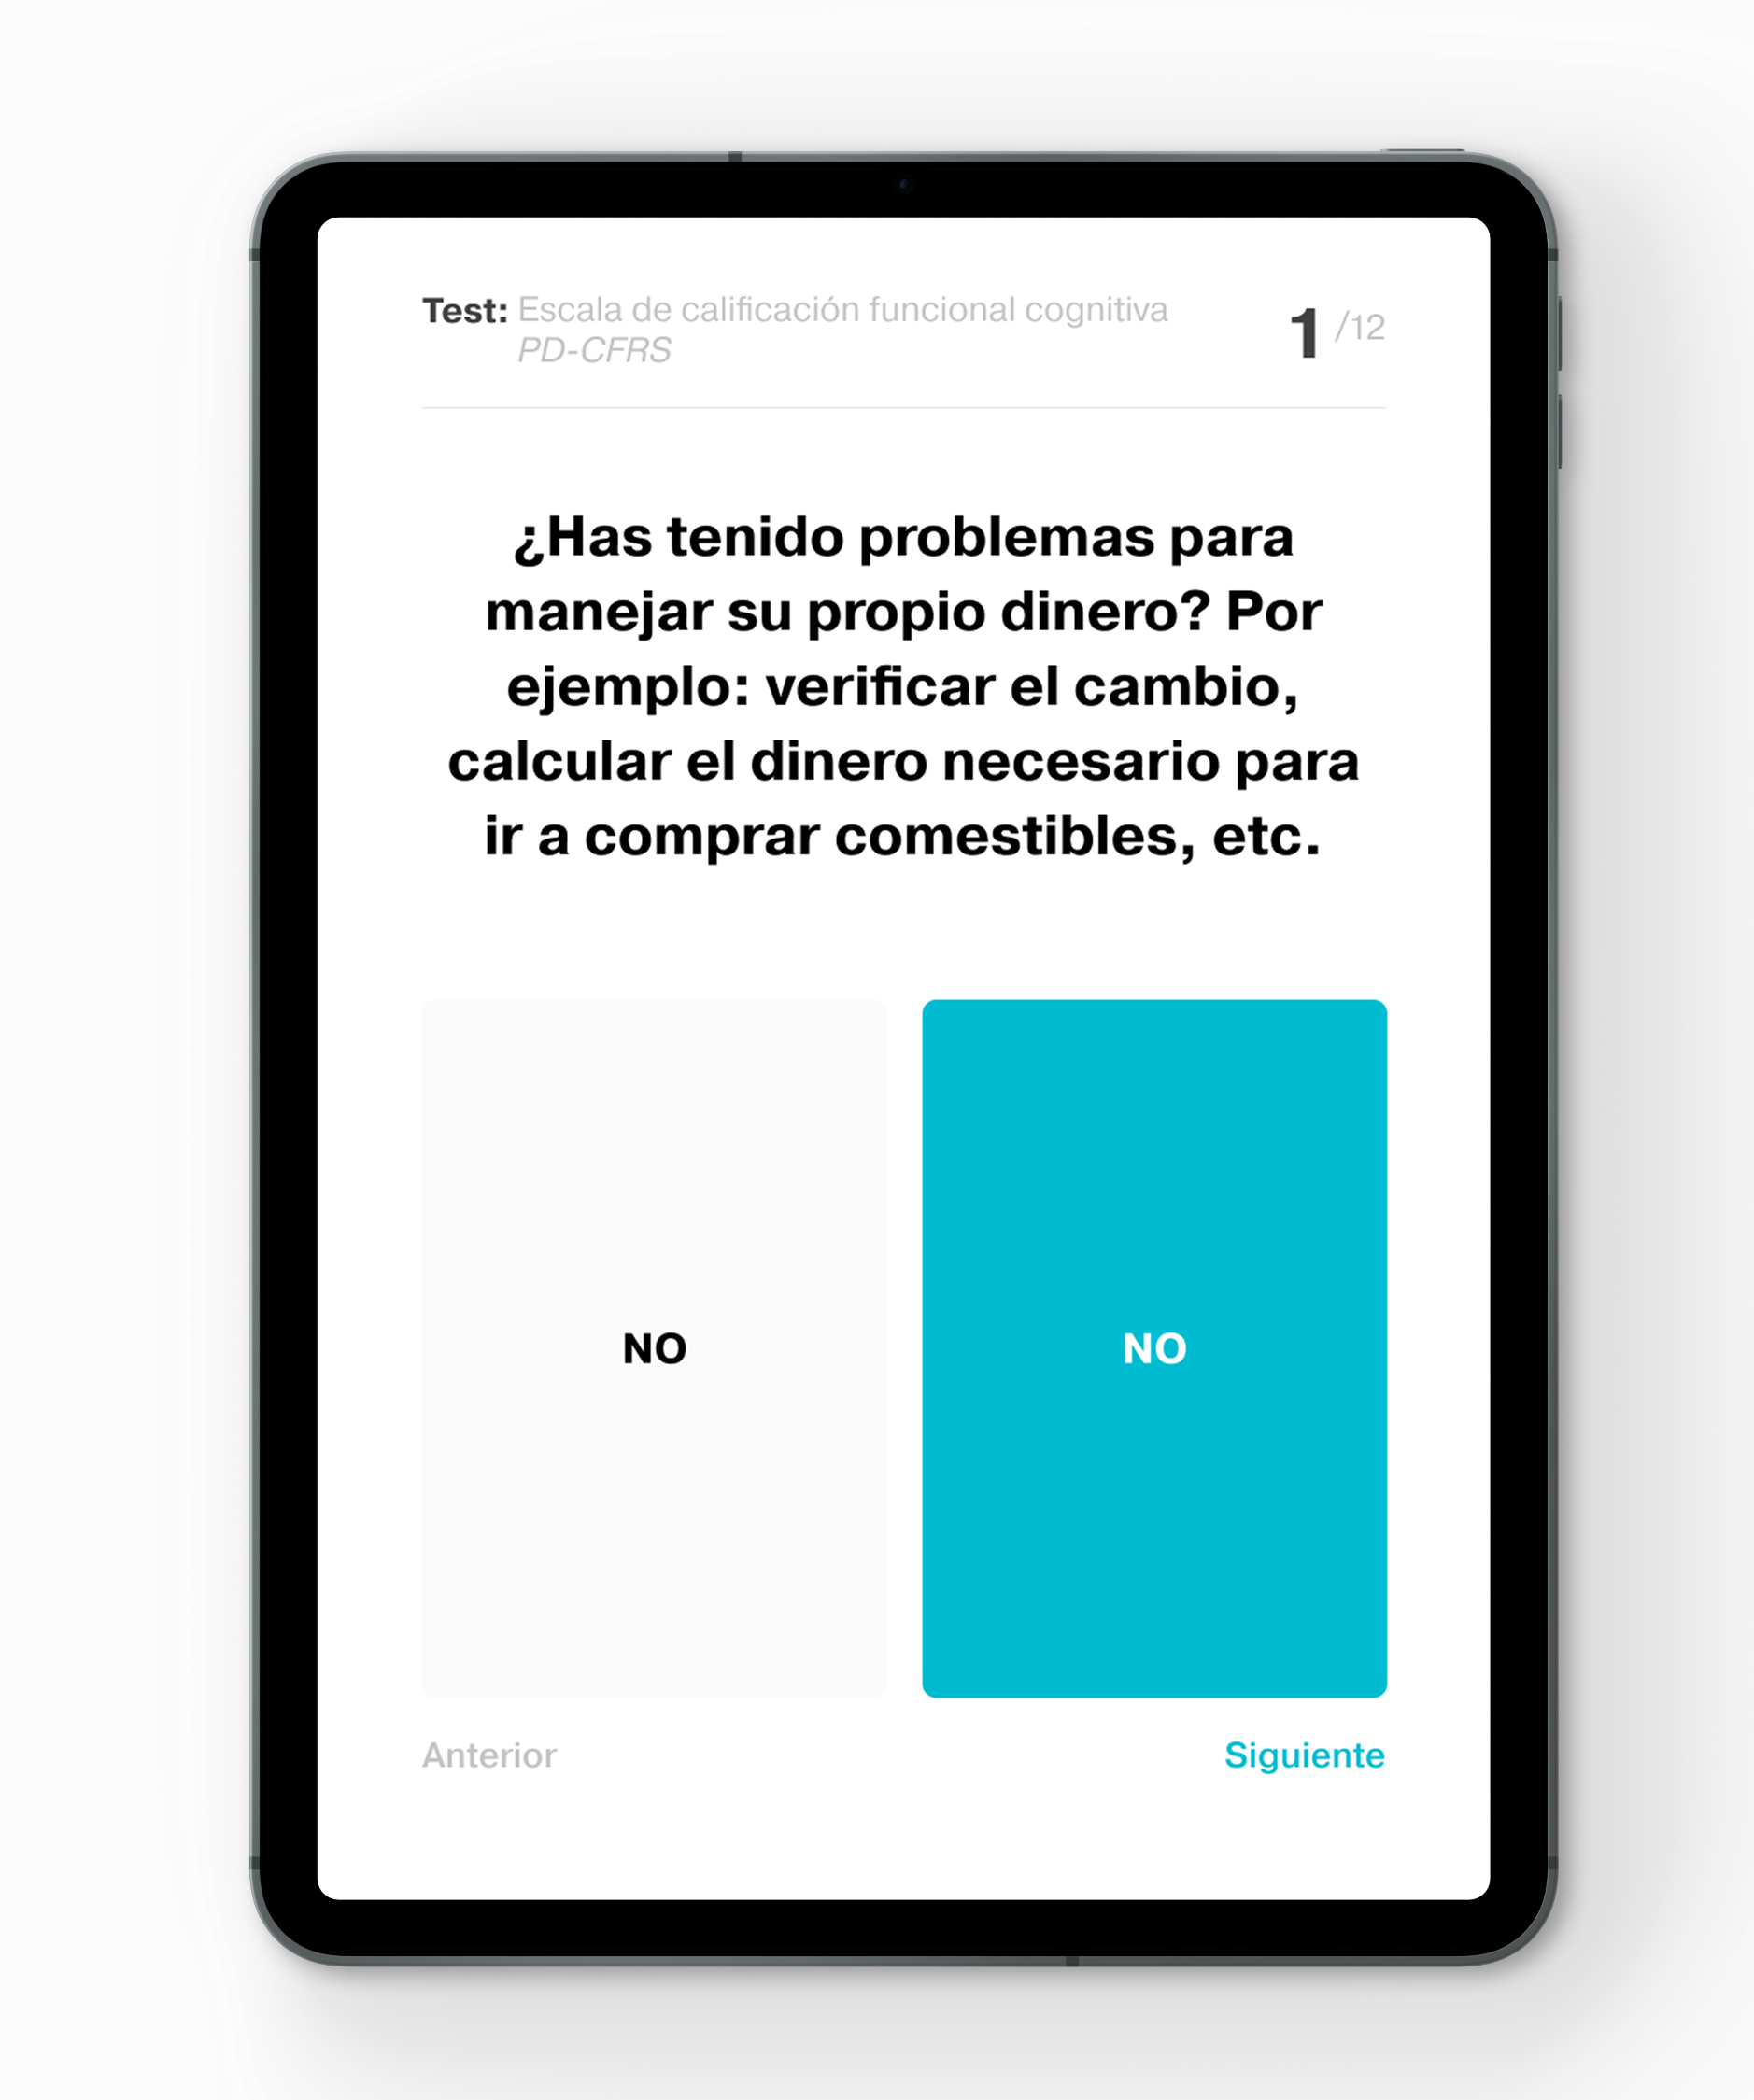 Test: Escala de calificación funcional cognitiva
PD-CFRS
1 /12
¿Has tenido problemas para
manejar su propio dinero? Por
ejemplo: verificar el cambio,
calcular el dinero necesario para
ir a comprar comestibles, etc.
NO
NO
Anterior
Siguiente